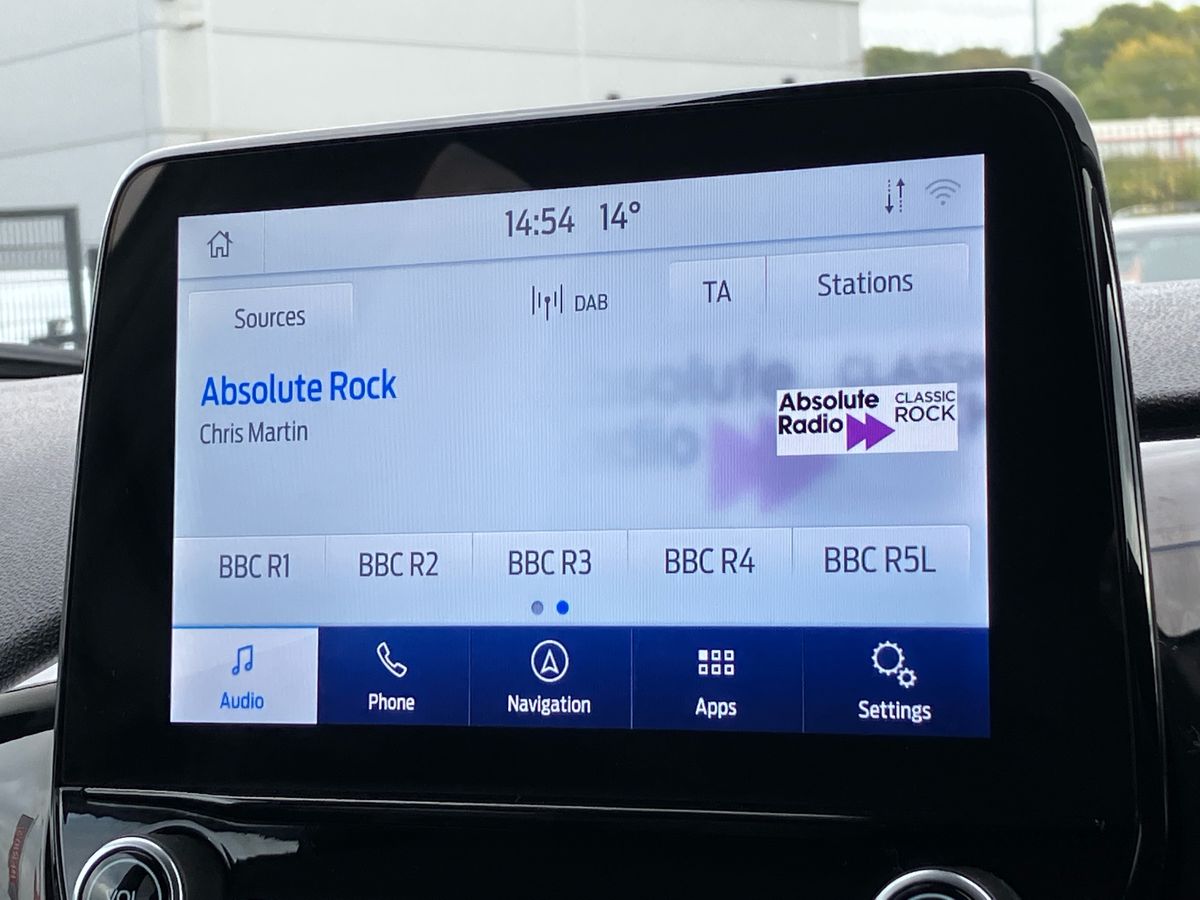 14:54 14°
Sources
DAB
TA
Stations
Absolute Rock
Chris Martin
Absolute
Radio
CLASSIC
ROCK
BBC R1
BBC R2
BBC R3
BBC R4
BBC R5L
Audio
Phone
Navigation
Apps
Settings
VOL